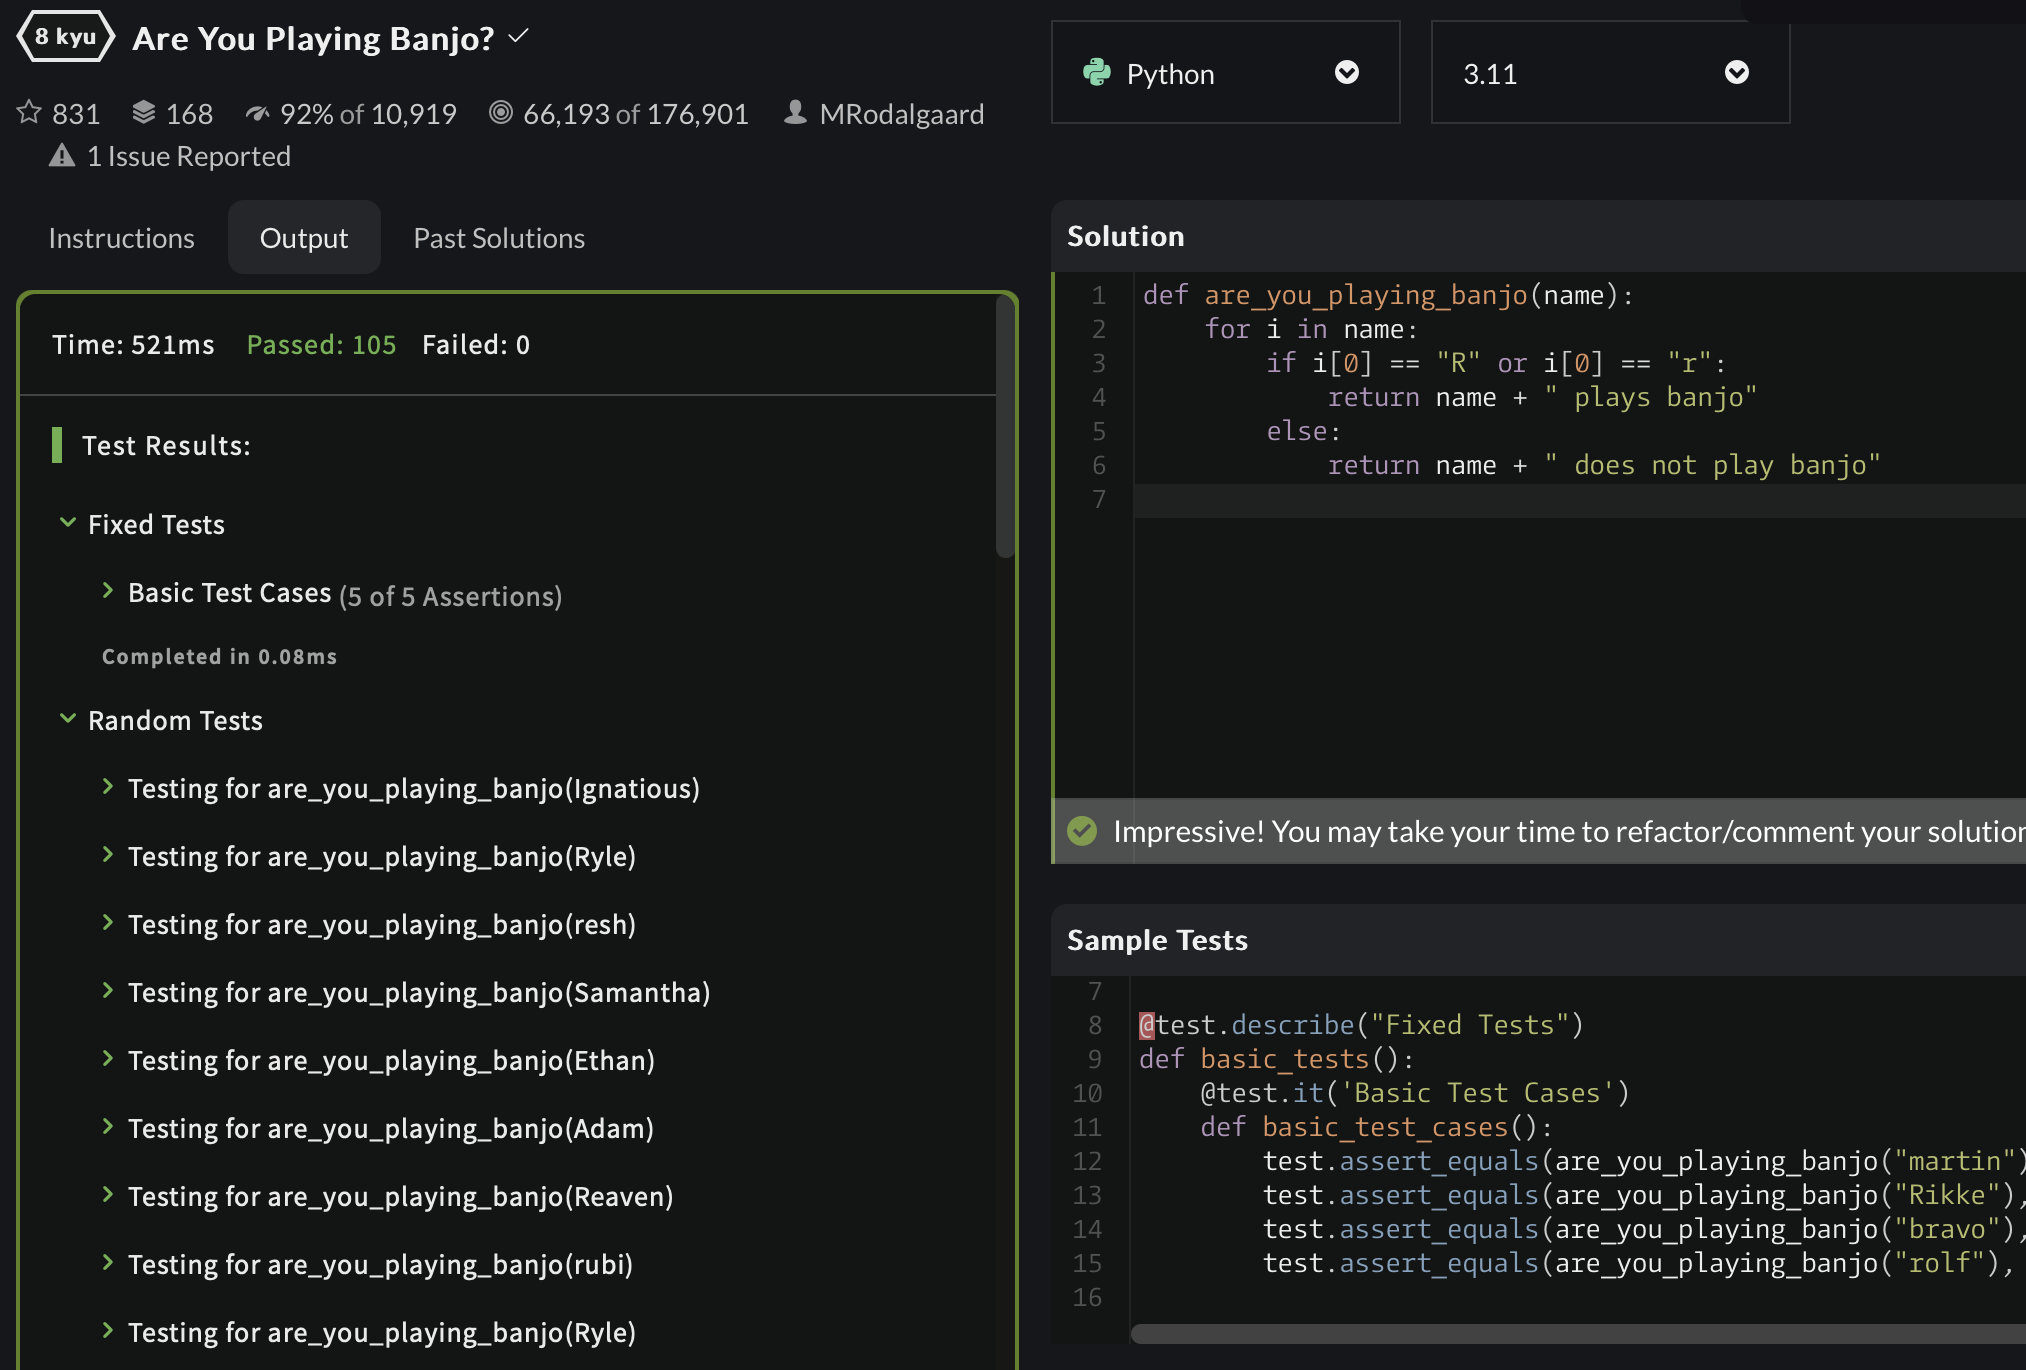 8 kyu Are You Playing Banjo?
831 168 92% of 10,919 66,193 of 176,901 MRodalgaard
1 Issue Reported
Instructions Output Past Solutions
Time: 521ms Passed: 105 Failed: 0
Test Results:
Fixed Tests
Basic Test Cases (5 of 5 Assertions)
Completed in 0.08ms
Random Tests
Testing for are_you_playing_banjo(Ignatious)
Testing for are_you_playing_banjo(Ryle)
Testing for are_you_playing_banjo(resh)
Testing for are_you_playing_banjo(Samantha)
Testing for are_you_playing_banjo(Ethan)
Testing for are_you_playing_banjo(Adam)
Testing for are_you_playing_banjo(Reaven)
Testing for are_you_playing_banjo(rubi)
Testing for are_you_playing_banjo(Ryle)
Python 3.11
Solution
1 def are_you_playing_banjo(name):
2     for i in name:
3         if i[0] == "R" or i[0] == "r":
4             return name + " plays banjo"
5         else:
6             return name + " does not play banjo"
7
Impressive! You may take your time to refactor/comment your solution
Sample Tests
7
8 @test.describe("Fixed Tests")
9 def basic_tests():
10     @test.it('Basic Test Cases')
11     def basic_test_cases():
12         test.assert_equals(are_you_playing_banjo("martin")
13         test.assert_equals(are_you_playing_banjo("Rikke"),
14         test.assert_equals(are_you_playing_banjo("bravo"),
15         test.assert_equals(are_you_playing_banjo("rolf"),
16